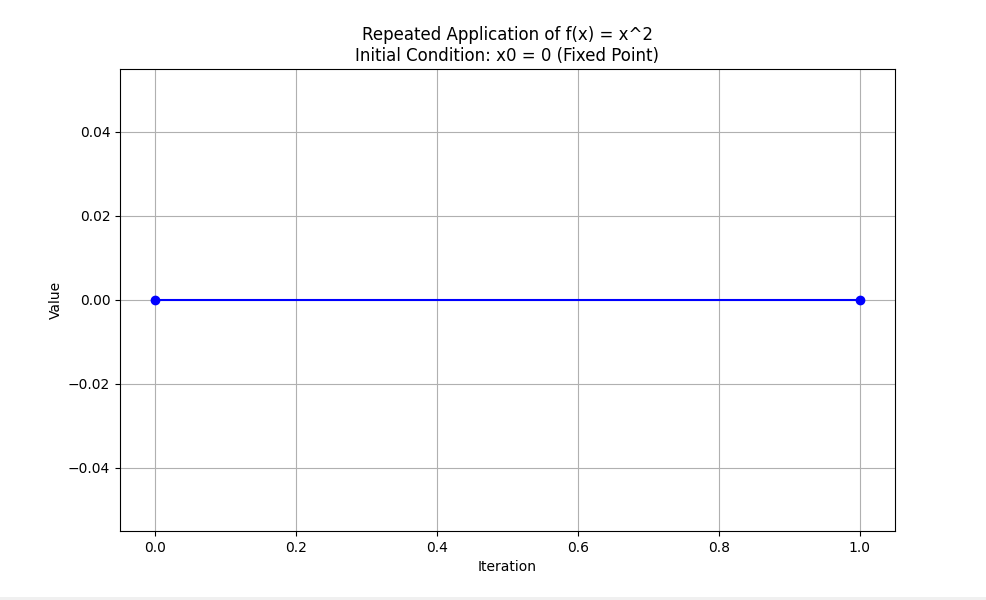 Repeated Application of f(x) = x^2
Initial Condition: x0 = 0 (Fixed Point)
0.04
0.02
0.00
−0.02
−0.04
Value
0.0 0.2 0.4 0.6 0.8 1.0
Iteration